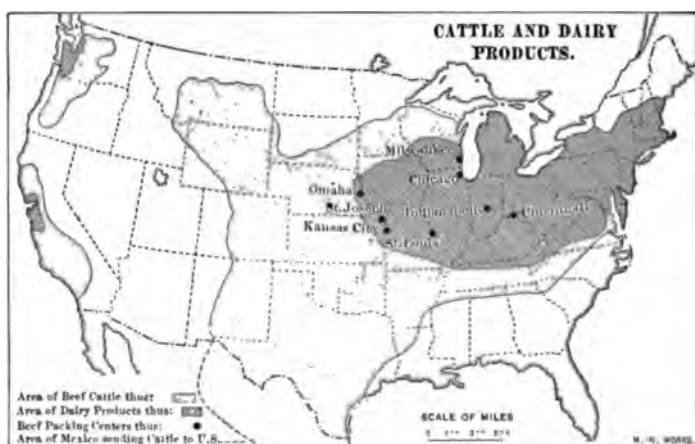 CATTLE AND DAIRY
PRODUCTS.
Milwaukee
Chicago
Omaha
St. Joseph
Indianapolis
Cincinnati
Kansas City
St. Louis
Area of Beef Cattle thus:
Area of Dairy Products thus:
Beef Packing Centers thus:
Area of Mexico sending Cattle to U.S.
SCALE OF MILES